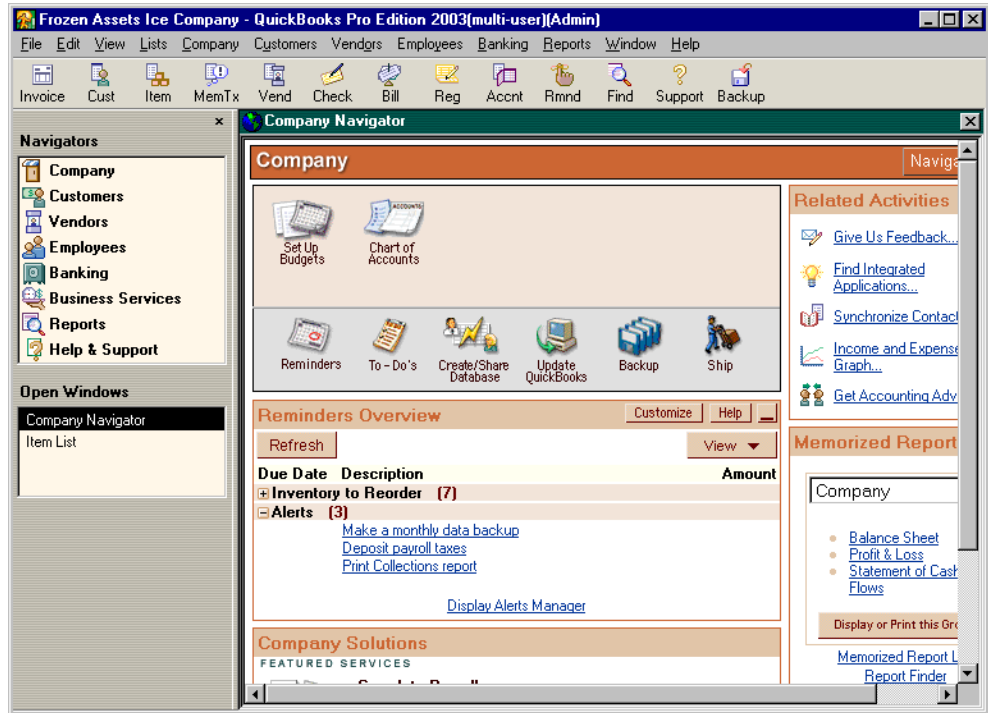 Frozen Assets Ice Company - QuickBooks Pro Edition 2003(multi-user)(Admin)
File Edit View Lists Company Customers Vendors Employees Banking Reports Window Help
Invoice Cust Item MemTx Vend Check Bill Reg Accnt Rmnd Find Support Backup
Navigators
Company
Customers
Vendors
Employees
Banking
Business Services
Reports
Help & Support
Open Windows
Company Navigator
Item List
Company Navigator
Company
Set Up
Budgets
Chart of
Accounts
Reminders
To-Do's
Create/Share
Database
Update
QuickBooks
Backup
Ship
Reminders Overview
Customize
Help
Refresh
View
Due Date Description Amount
Inventory to Reorder (7)
Alerts (3)
Make a monthly data backup
Deposit payroll taxes
Print Collections report
Display Alerts Manager
Company Solutions
FEATURED SERVICES
Related Activities
Give Us Feedback...
Find Integrated
Applications...
Synchronize Contac
Income and Expense
Graph...
Get Accounting Adv
Memorized Report
Company
Balance Sheet
Profit & Loss
Statement of Cash
Flows
Display or Print this Gro
Memorized Report L
Report Finder